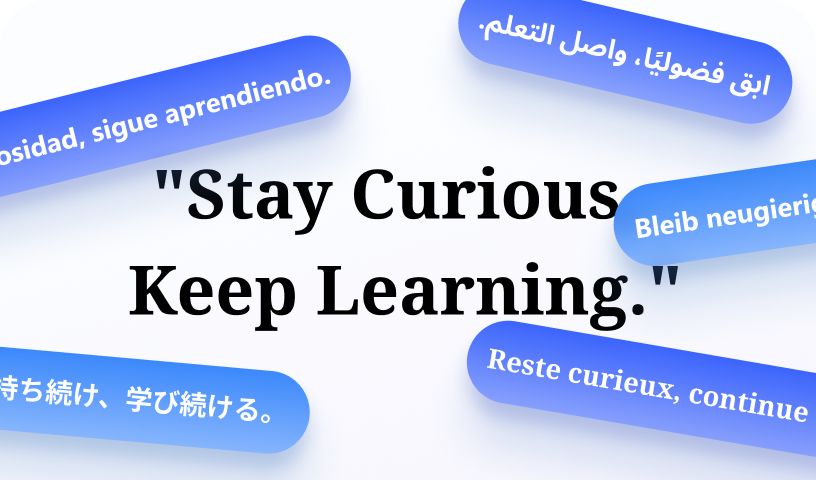 ابق فضوليًا، واصل التعلم.
osidad, sigue aprendiendo.
"Stay Curious
Bleib neugierig
Keep Learning."
Reste curieux, continue
持ち続け、学び続ける。